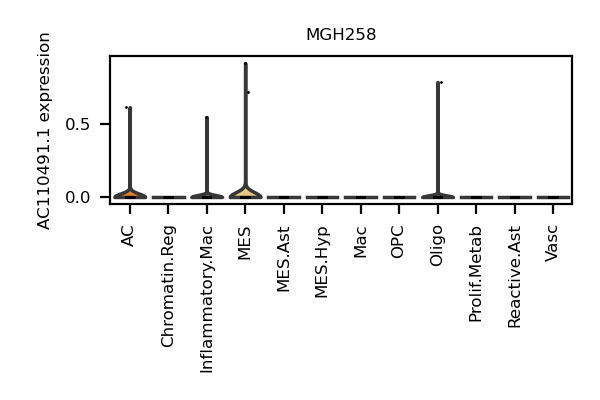 MGH258
AC110491.1 expression
0.5
0.0
AC
Chromatin.Reg
Inflammatory.Mac
MES
MES.Ast
MES.Hyp
Mac
OPC
Oligo
Prolif.Metab
Reactive.Ast
Vasc